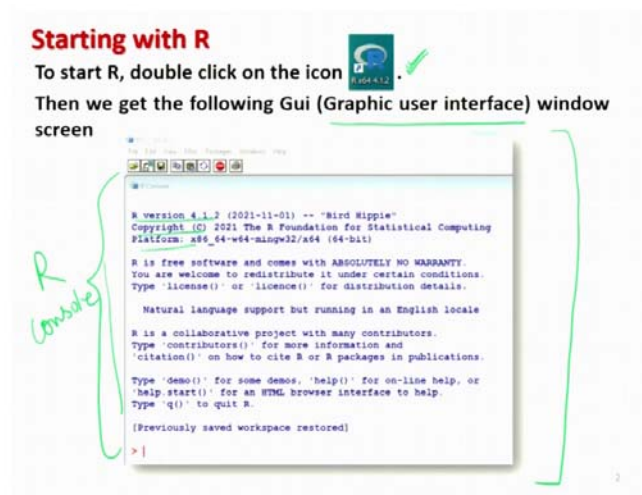 Starting with R
To start R, double click on the icon R x64 4.1.2 .
Then we get the following Gui (Graphic user interface) window
screen
R Console
R version 4.1.2 (2021-11-01) -- "Bird Hippie"
Copyright (C) 2021 The R Foundation for Statistical Computing
Platform: x86_64-w64-mingw32/x64 (64-bit)
R is free software and comes with ABSOLUTELY NO WARRANTY.
You are welcome to redistribute it under certain conditions.
Type 'license()' or 'licence()' for distribution details.
Natural language support but running in an English locale
R is a collaborative project with many contributors.
Type 'contributors()' for more information and
'citation()' on how to cite R or R packages in publications.
Type 'demo()' for some demos, 'help()' for on-line help, or
'help.start()' for an HTML browser interface to help.
Type 'q()' to quit R.
[Previously saved workspace restored]
>
R
console
2